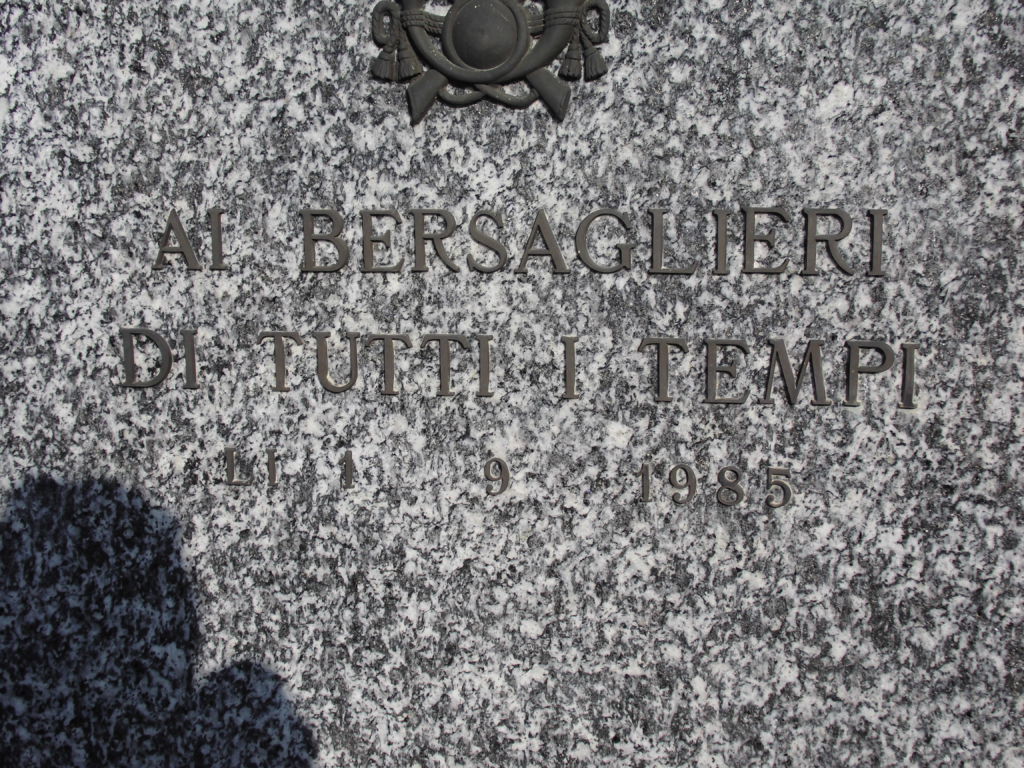 AI BERSAGLIERI
DI TUTTI I TEMPI
LI 1 9 1985